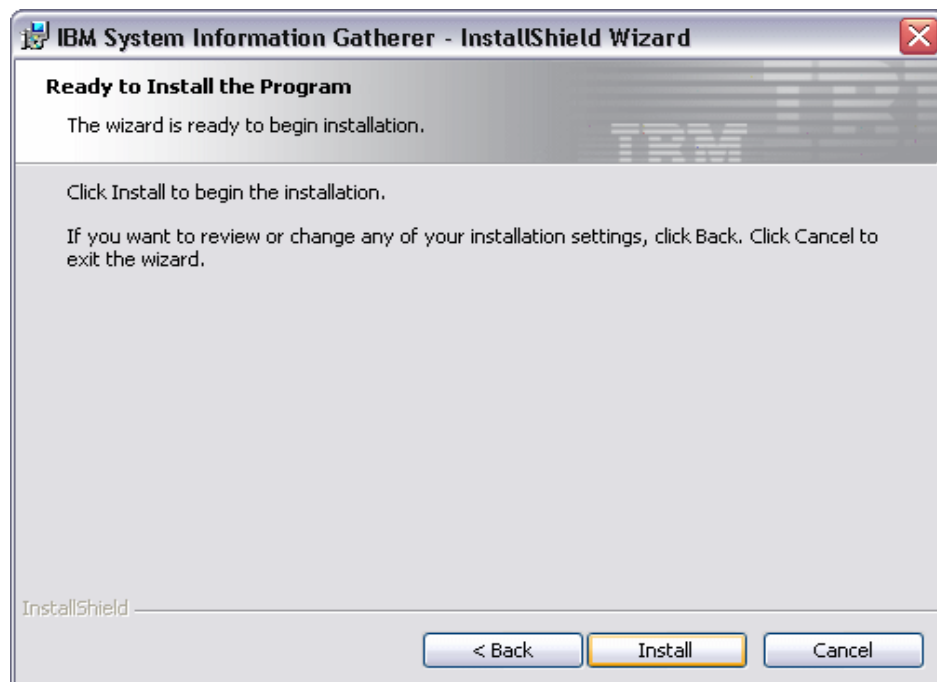 IBM System Information Gatherer - InstallShield Wizard
Ready to Install the Program
The wizard is ready to begin installation.
IBM
Click Install to begin the installation.
If you want to review or change any of your installation settings, click Back. Click Cancel to
exit the wizard.
InstallShield
< Back
Install
Cancel